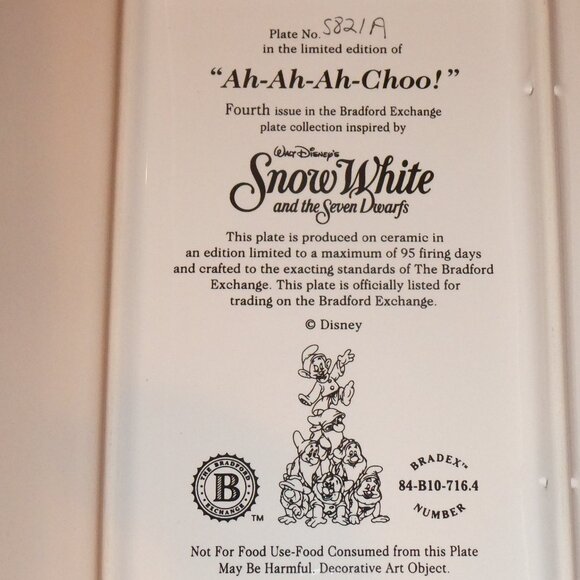 Plate No. 5821A
in the limited edition of
“Ah-Ah-Ah-Choo!”
Fourth issue in the Bradford Exchange
plate collection inspired by
Walt Disney's
Snow White
and the Seven Dwarfs
This plate is produced on ceramic in
an edition limited to a maximum of 95 firing days
and crafted to the exacting standards of The Bradford
Exchange. This plate is officially listed for
trading on the Bradford Exchange.
© Disney
THE BRADFORD
B
EXCHANGE
TM
BRADEX™
84-B10-716.4
NUMBER
Not For Food Use-Food Consumed from this Plate
May Be Harmful. Decorative Art Object.